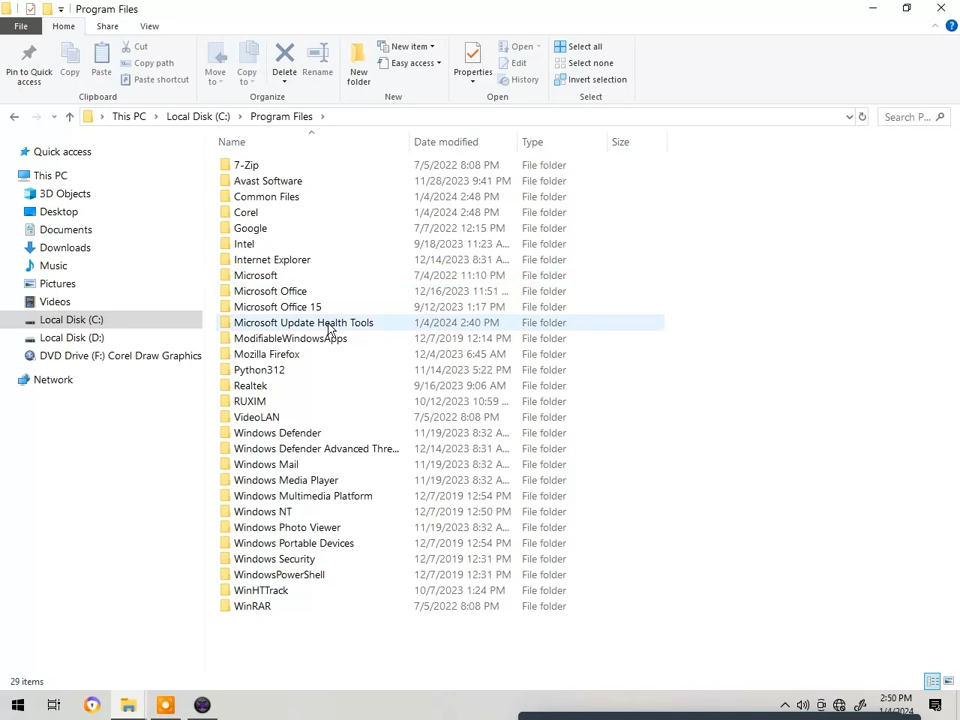 Program Files
File Home Share View
Pin to Quick access
Copy
Paste
Cut
Copy path
Paste shortcut
Clipboard
Move to
Copy to
Delete
Rename
Organize
New folder
New item
Easy access
New
Properties
Open
Edit
History
Open
Select all
Select none
Invert selection
Select
This PC > Local Disk (C:) > Program Files >
Search P...
Name Date modified Type Size
Quick access
This PC
3D Objects
Desktop
Documents
Downloads
Music
Pictures
Videos
Local Disk (C:)
Local Disk (D:)
DVD Drive (F:) Corel Draw Graphics
Network
7-Zip 7/5/2022 8:08 PM File folder
Avast Software 11/28/2023 9:41 PM File folder
Common Files 1/4/2024 2:48 PM File folder
Corel 1/4/2024 2:48 PM File folder
Google 7/7/2022 12:15 PM File folder
Intel 9/18/2023 11:23 A... File folder
Internet Explorer 12/14/2023 8:31 A... File folder
Microsoft 7/4/2022 11:10 PM File folder
Microsoft Office 12/16/2023 11:51 ... File folder
Microsoft Office 15 9/12/2023 1:17 PM File folder
Microsoft Update Health Tools 1/4/2024 2:40 PM File folder
ModifiableWindowsApps 12/7/2019 12:14 PM File folder
Mozilla Firefox 12/4/2023 6:45 AM File folder
Python312 11/14/2023 5:22 PM File folder
Realtek 9/16/2023 9:06 AM File folder
RUXIM 10/12/2023 10:59 ... File folder
VideoLAN 7/5/2022 8:08 PM File folder
Windows Defender 11/19/2023 8:32 A... File folder
Windows Defender Advanced Thre... 12/14/2023 8:31 A... File folder
Windows Mail 11/19/2023 8:32 A... File folder
Windows Media Player 11/19/2023 8:32 A... File folder
Windows Multimedia Platform 12/7/2019 12:54 PM File folder
Windows NT 12/7/2019 12:50 PM File folder
Windows Photo Viewer 11/19/2023 8:32 A... File folder
Windows Portable Devices 12/7/2019 12:54 PM File folder
Windows Security 12/7/2019 12:31 PM File folder
WindowsPowerShell 12/7/2019 12:31 PM File folder
WinHTTrack 10/7/2023 1:24 PM File folder
WinRAR 7/5/2022 8:08 PM File folder
29 items
2:50 PM
1/4/2024